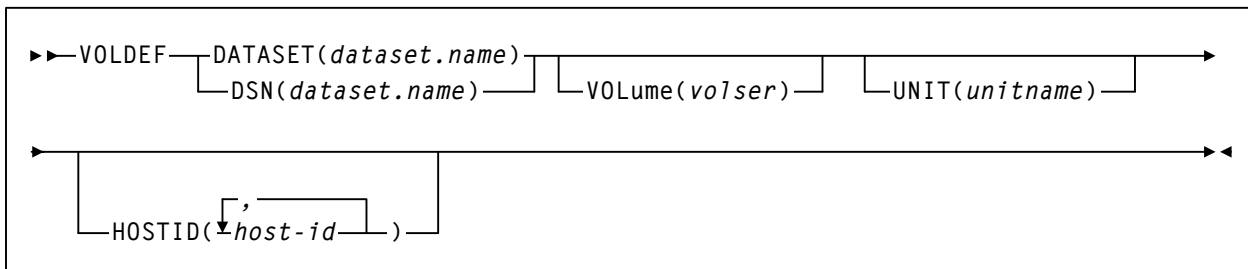 VOLDEF DATASET(dataset.name)
DSN(dataset.name) VOLume(volser) UNIT(unitname)
,
HOSTID( host-id )